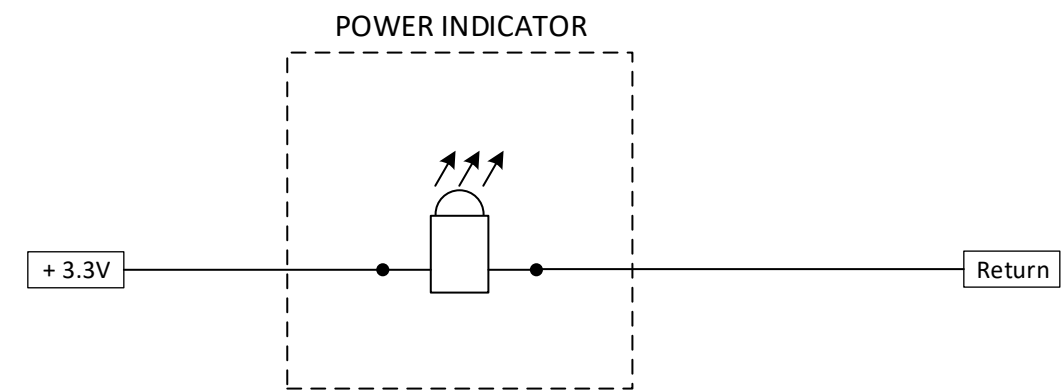 POWER INDICATOR
+ 3.3V
Return